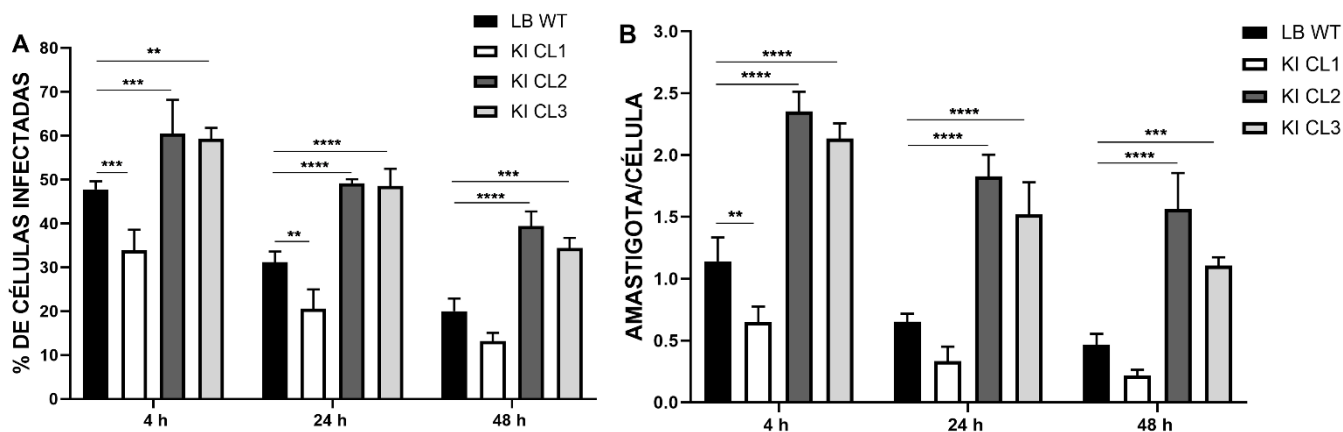 A
% DE CÉLULAS INFECTADAS
80
70
60
50
40
30
20
10
0
***
***
**
**
****
****
****
***
4 h
24 h
48 h
LB WT
KI CL1
KI CL2
KI CL3
B
AMASTIGOTA/CÉLULA
3.0
2.5
2.0
1.5
1.0
0.5
0.0
**
****
****
****
****
****
***
4 h
24 h
48 h
LB WT
KI CL1
KI CL2
KI CL3